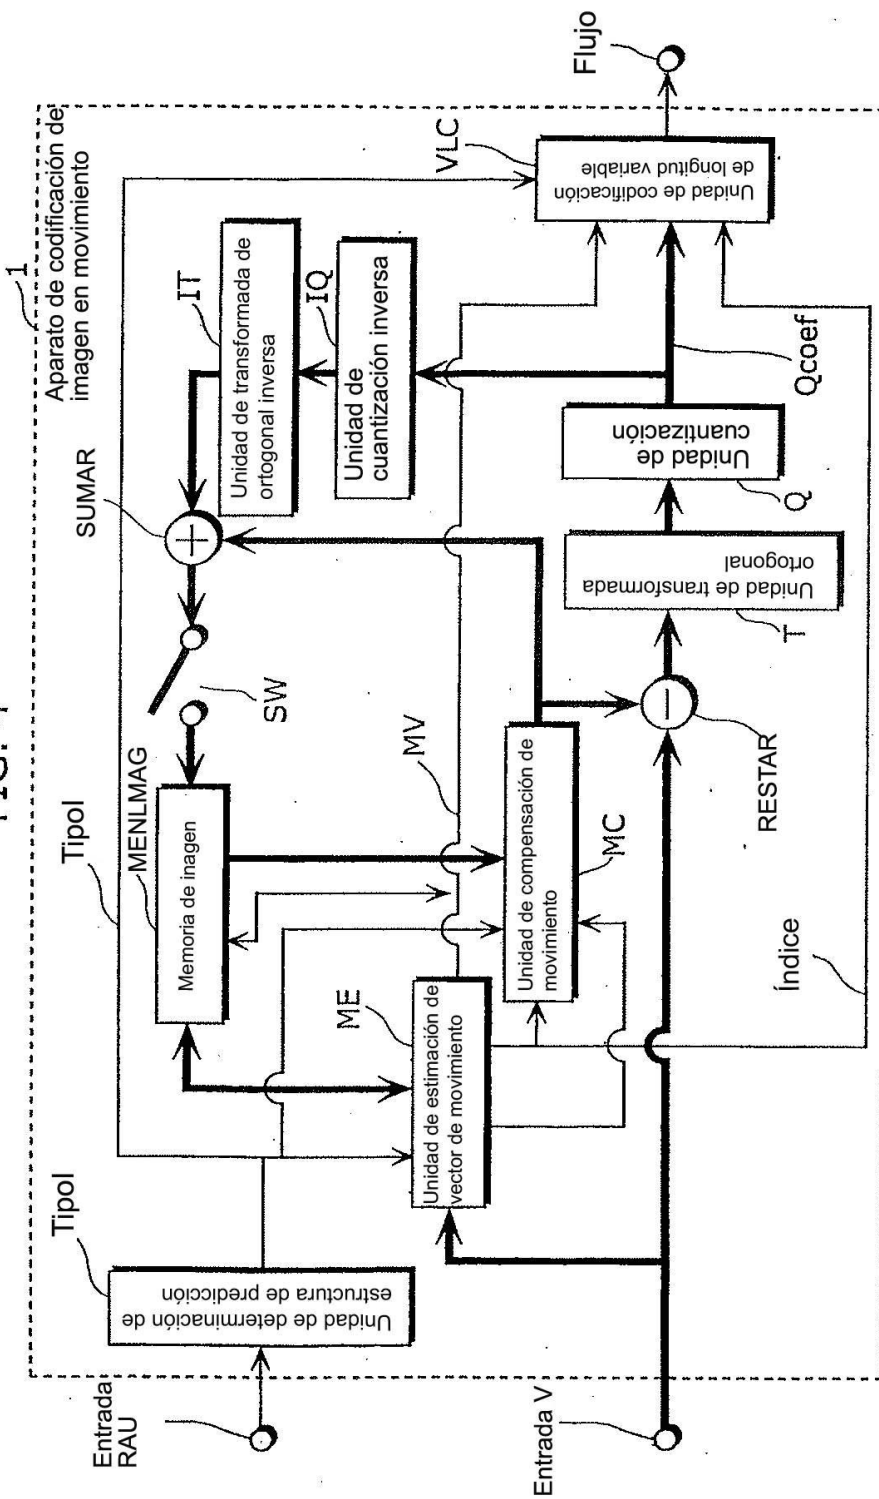 1
Aparato de codificación de
imagen en movimiento
Tipol
SUMAR
IT
Unidad de transformada de
ortogonal inversa
IQ
Unidad de
cuantización inversa
VLC
Unidad de codificación
de longitud variable
Flujo
MENLMAG
Memoria de inagen
SW
MV
Tipol
Unidad de determinación de
estructura de predicción
Entrada
RAU
ME
Unidad de estimación de
vector de movimiento
Unidad de compensación de
movimiento
MC
RESTAR
Unidad de transformada
ortogonal
T
Unidad de
cuantización
Q
Qcoef
Índice
Entrada V